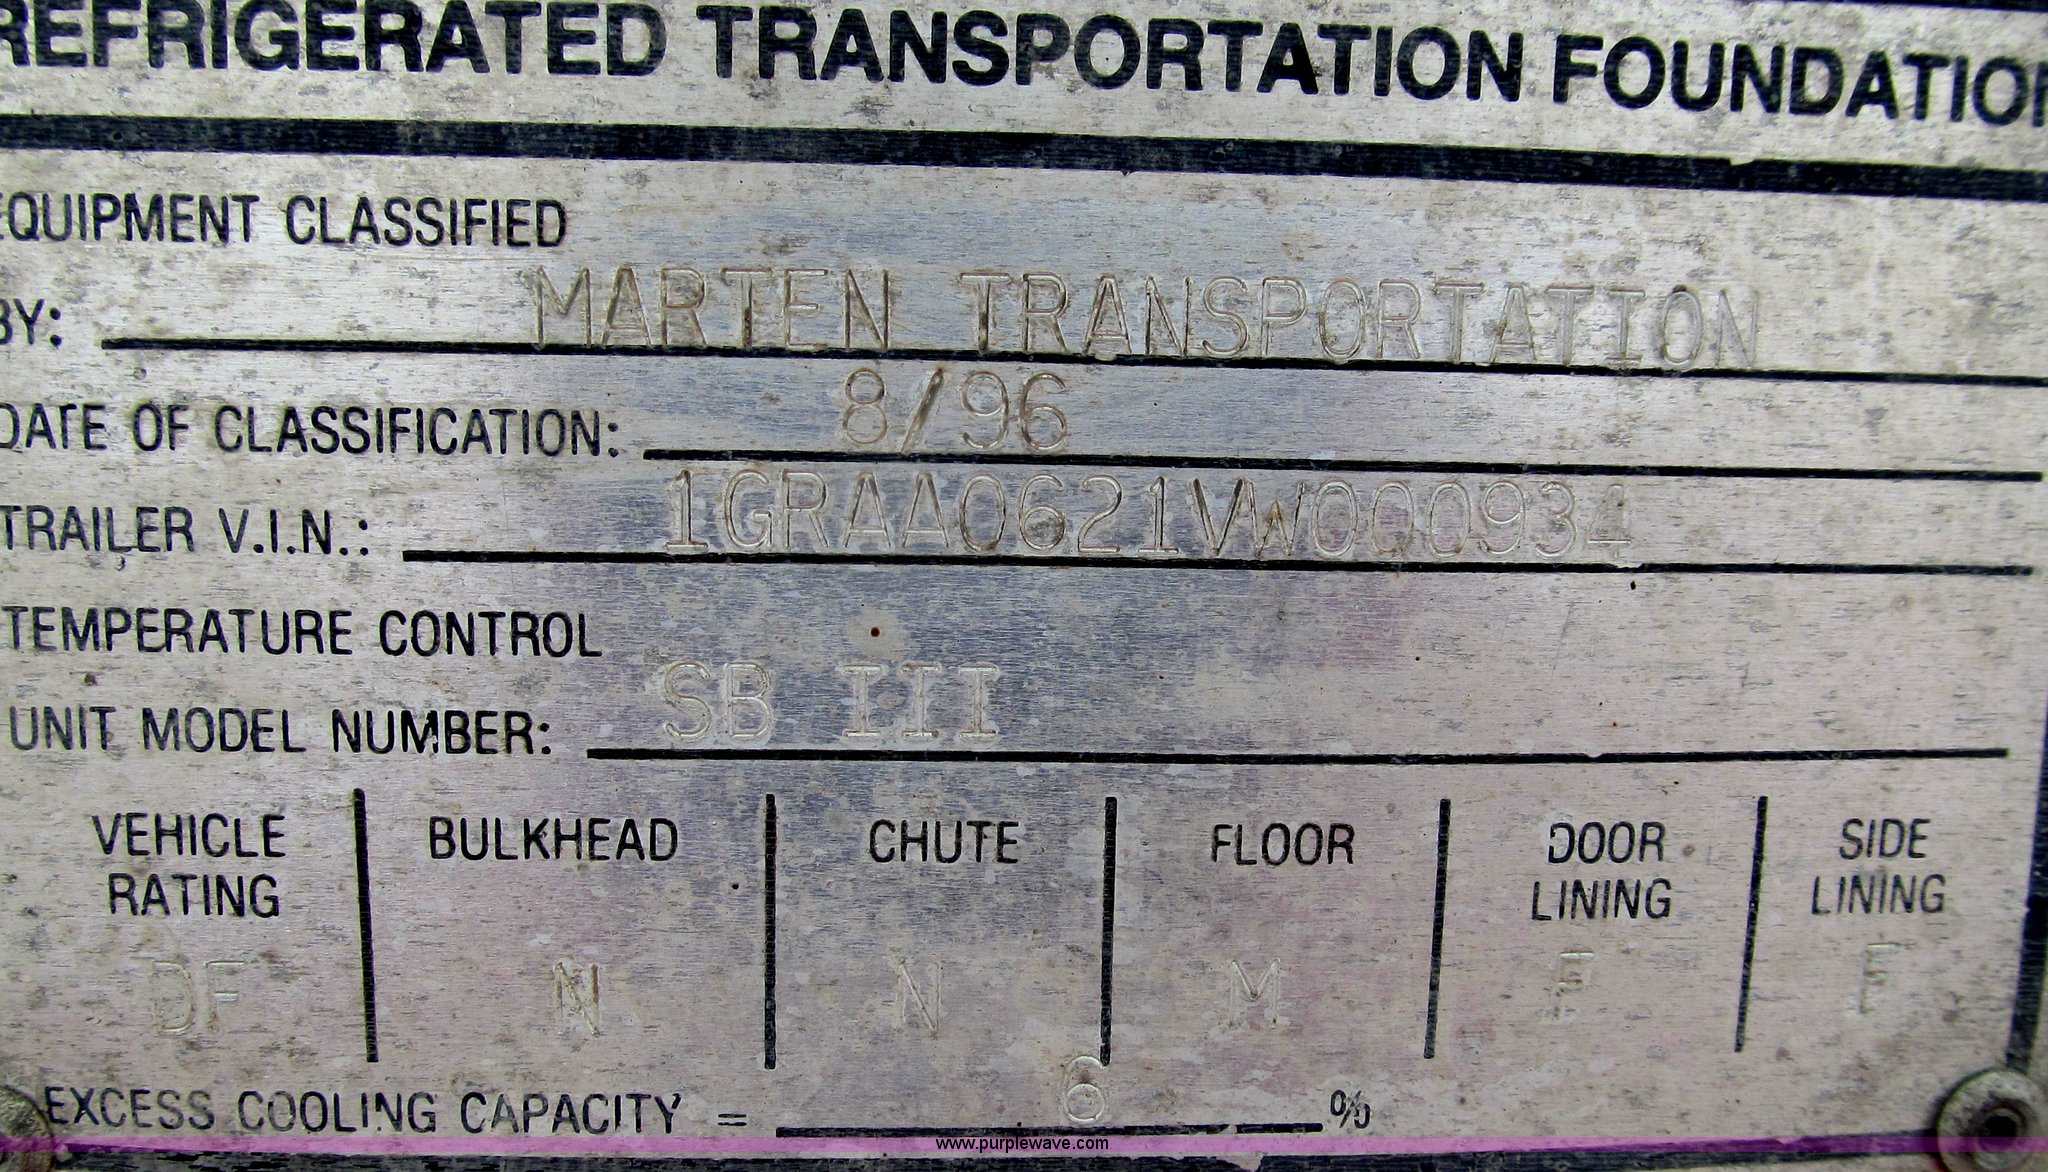 REFRIGERATED TRANSPORTATION FOUNDATION
EQUIPMENT CLASSIFIED
BY: MARTEN TRANSPORTATION
DATE OF CLASSIFICATION: 8/96
TRAILER V.I.N.: 1GRAA0621VW000934
TEMPERATURE CONTROL
UNIT MODEL NUMBER: SB III
VEHICLE RATING BULKHEAD CHUTE FLOOR DOOR LINING SIDE LINING
DF N N M F F
EXCESS COOLING CAPACITY = 6 %
www.purplewave.com